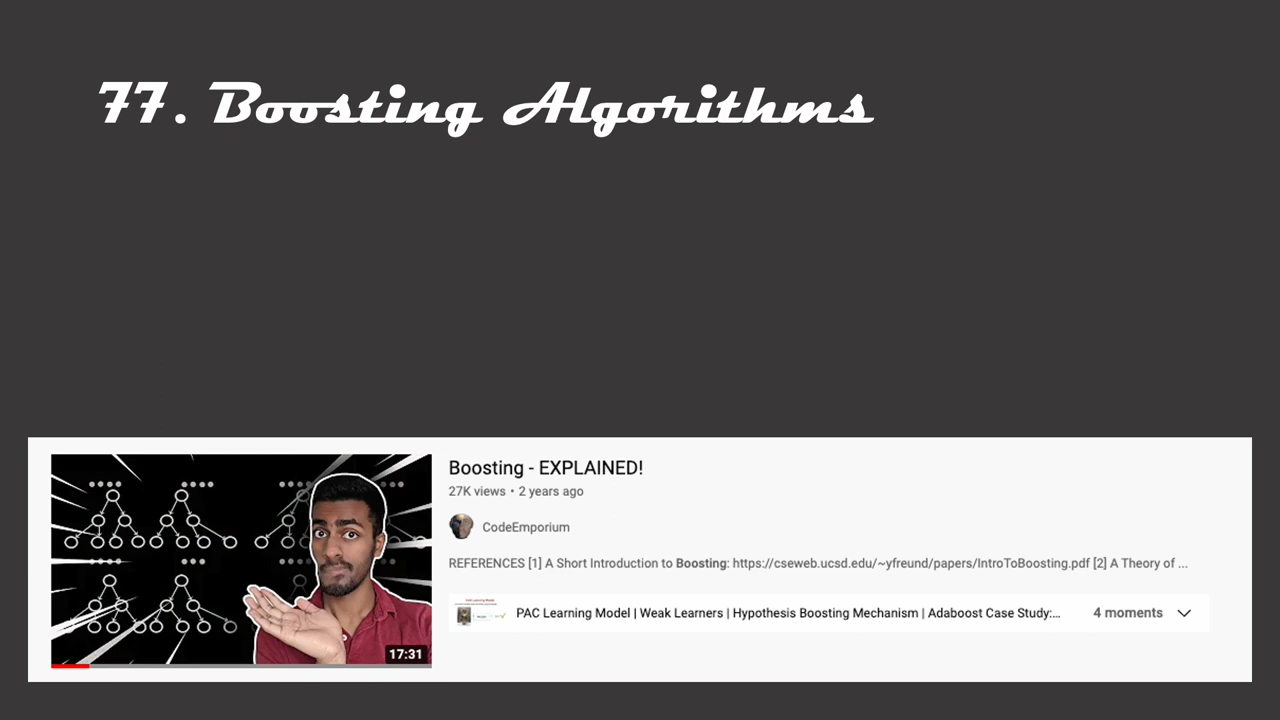 77. Boosting Algorithms
Boosting - EXPLAINED!
27K views • 2 years ago
CodeEmporium
REFERENCES [1] A Short Introduction to Boosting: https://cseweb.ucsd.edu/~yfreund/papers/IntroToBoosting.pdf [2] A Theory of ...
PAC Learning Model | Weak Learners | Hypothesis Boosting Mechanism | Adaboost Case Study:...
4 moments
17:31